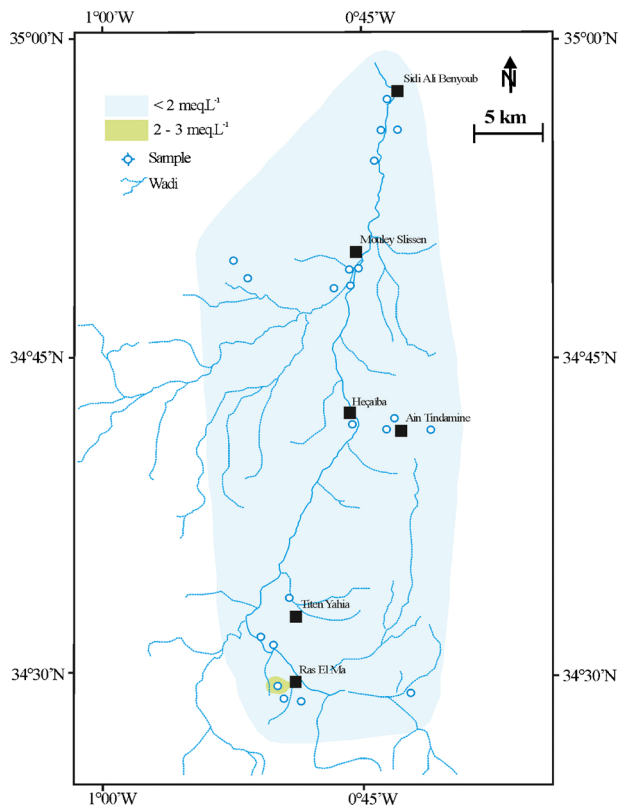 1°00'W 0°45'W
35°00'N 35°00'N
Sidi Ali Benyoub
N
5 km
< 2 meq.L⁻¹
2 - 3 meq.L⁻¹
Sample
Wadi
Mouley Slissen
34°45'N 34°45'N
Heçaiba
Ain Tindamine
Titen Yahia
Ras El-Ma
34°30'N 34°30'N
1°00'W 0°45'W